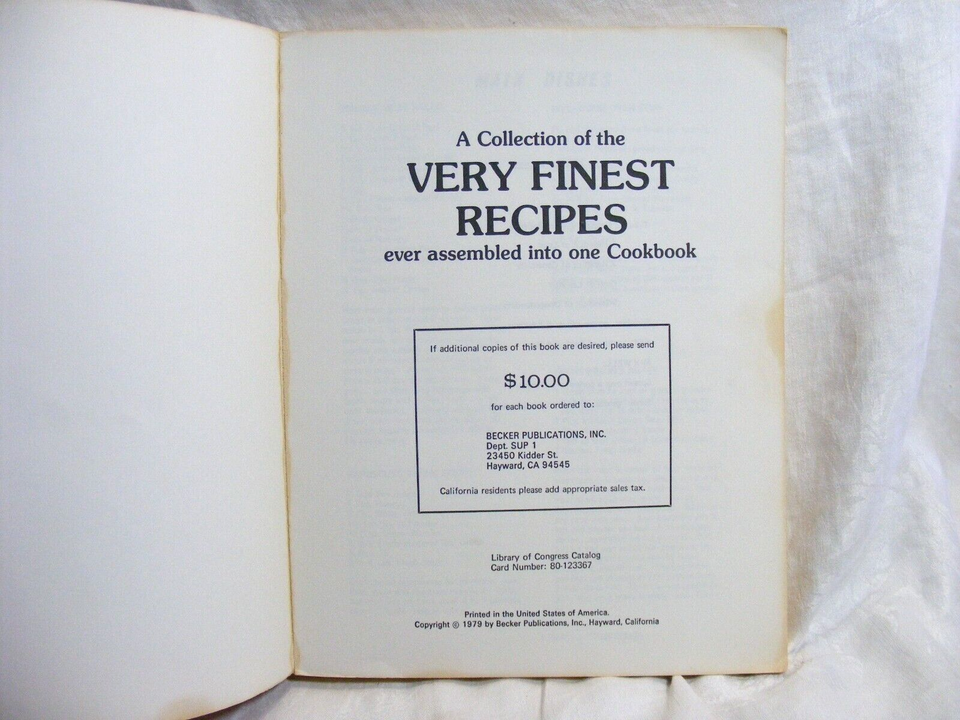 A Collection of the
VERY FINEST
RECIPES
ever assembled into one Cookbook
If additional copies of this book are desired, please send
$10.00
for each book ordered to:
BECKER PUBLICATIONS, INC.
Dept. SUP 1
23450 Kidder St.
Hayward, CA 94545
California residents please add appropriate sales tax.
Library of Congress Catalog
Card Number: 80-123367
Printed in the United States of America.
Copyright © 1979 by Becker Publications, Inc., Hayward, California